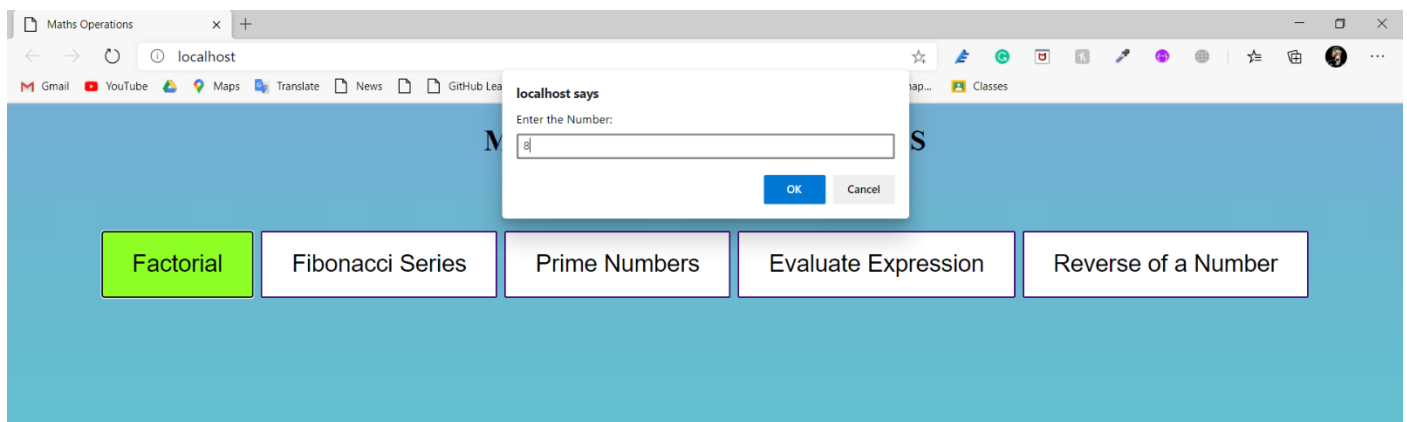 Maths Operations
localhost
Gmail YouTube Maps Translate News GitHub Lea ap... Classes
localhost says
Enter the Number:
8
OK Cancel
M S
Factorial Fibonacci Series Prime Numbers Evaluate Expression Reverse of a Number